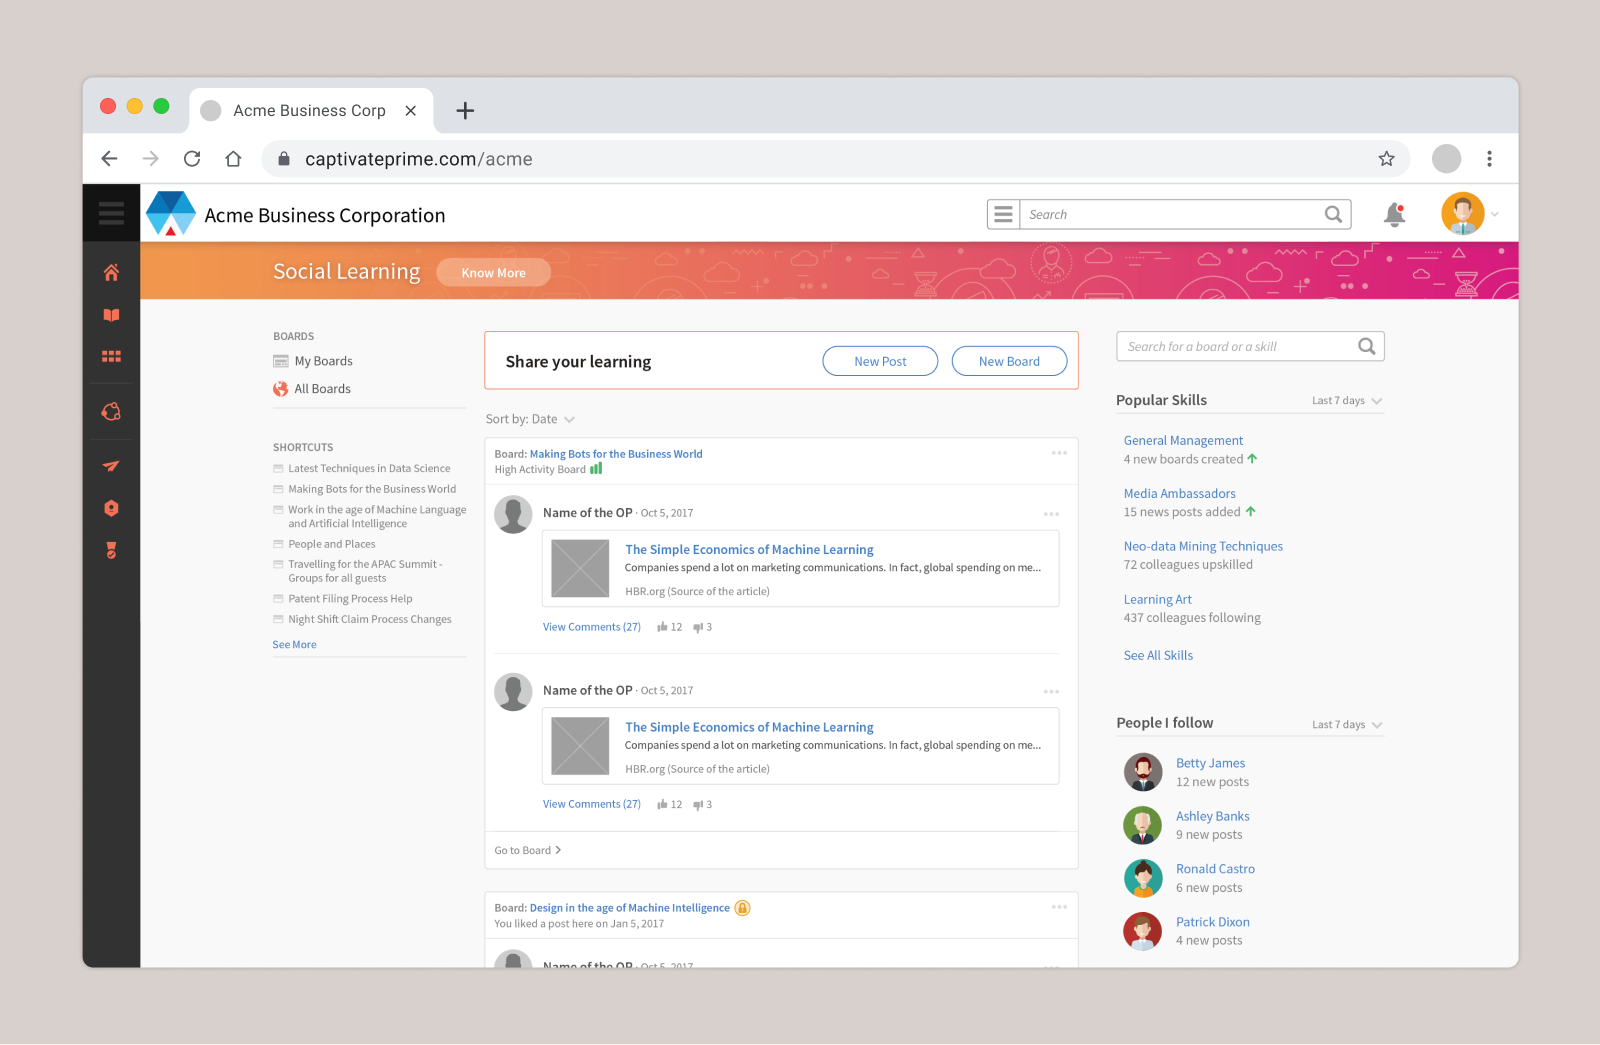 Acme Business Corp
captivateprime.com/acme
Acme Business Corporation
Search
Social Learning
Know More
BOARDS
My Boards
All Boards
SHORTCUTS
Latest Techniques in Data Science
Making Bots for the Business World
Work in the age of Machine Language
and Artificial Intelligence
People and Places
Travelling for the APAC Summit -
Groups for all guests
Patent Filing Process Help
Night Shift Claim Process Changes
See More
Share your learning
New Post
New Board
Sort by: Date
Board: Making Bots for the Business World
High Activity Board
Name of the OP · Oct 5, 2017
The Simple Economics of Machine Learning
Companies spend a lot on marketing communications. In fact, global spending on me...
HBR.org (Source of the article)
View Comments (27) 12 3
Name of the OP · Oct 5, 2017
The Simple Economics of Machine Learning
Companies spend a lot on marketing communications. In fact, global spending on me...
HBR.org (Source of the article)
View Comments (27) 12 3
Go to Board >
Board: Design in the age of Machine Intelligence
You liked a post here on Jan 5, 2017
Name of the OP · Oct 5, 2017
Search for a board or a skill
Popular Skills
Last 7 days
General Management
4 new boards created
Media Ambassadors
15 news posts added
Neo-data Mining Techniques
72 colleagues upskilled
Learning Art
437 colleagues following
See All Skills
People I follow
Last 7 days
Betty James
12 new posts
Ashley Banks
9 new posts
Ronald Castro
6 new posts
Patrick Dixon
4 new posts